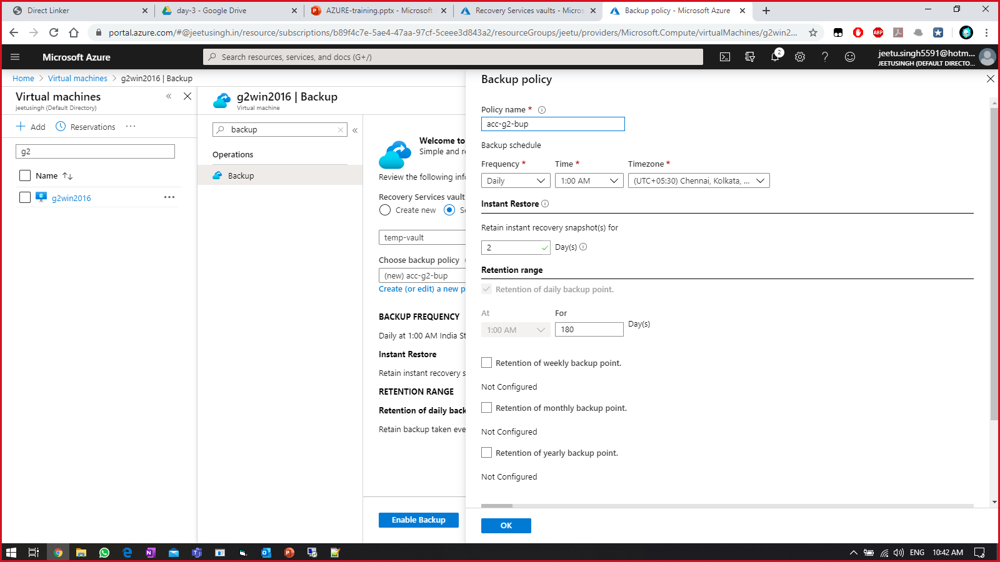 Direct Linker
day-3 - Google Drive
AZURE-training.pptx - Microsoft
Recovery Services vaults - Micros
Backup policy - Microsoft Azure
portal.azure.com/#@jeetusingh.in/resource/subscriptions/b89f4c7e-5ae4-47aa-97cf-5ceee3d843a2/resourceGroups/jeetu/providers/Microsoft.Compute/virtualMachines/g2win2...
ABP
Microsoft Azure
Search resources, services, and docs (G+/)
2
jeetu.singh5591@hotm...
JEETUSINGH (DEFAULT DIRECTO...
Home > Virtual machines > g2win2016 | Backup
Virtual machines
jeetusingh (Default Directory)
Add
Reservations
g2
Name
g2win2016
g2win2016 | Backup
Virtual machine
backup
Operations
Backup
Welcome to
Simple and re
Review the following info
Recovery Services vault
Create new
Se
temp-vault
Choose backup policy
(new) acc-g2-bup
Create (or edit) a new p
BACKUP FREQUENCY
Daily at 1:00 AM India St
Instant Restore
Retain instant recovery s
RETENTION RANGE
Retention of daily back
Retain backup taken eve
Enable Backup
Backup policy
Policy name *
acc-g2-bup
Backup schedule
Frequency *
Time *
Timezone *
Daily
1:00 AM
(UTC+05:30) Chennai, Kolkata, ...
Instant Restore
Retain instant recovery snapshot(s) for
2
Day(s)
Retention range
Retention of daily backup point.
At
For
1:00 AM
180
Day(s)
Retention of weekly backup point.
Not Configured
Retention of monthly backup point.
Not Configured
Retention of yearly backup point.
Not Configured
OK
ENG
10:42 AM